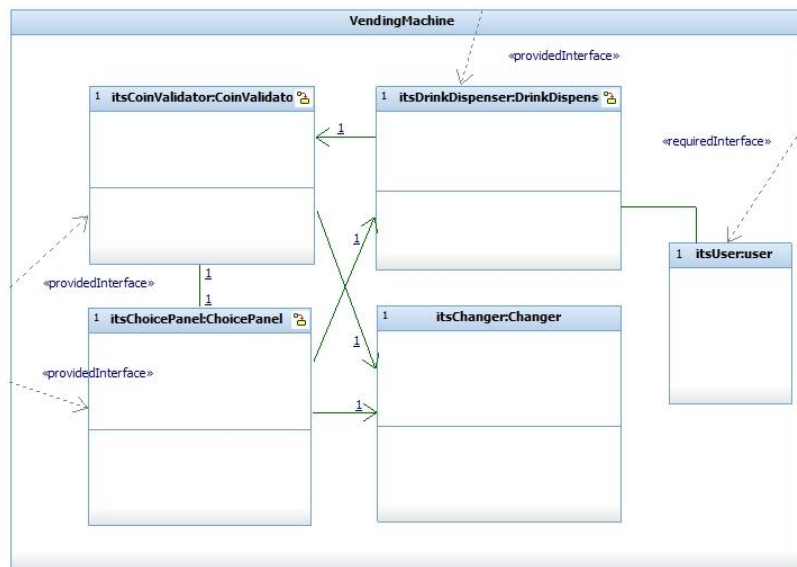 VendingMachine
«providedInterface»
1 itsCoinValidator:CoinValidato
1 itsDrinkDispenser:DrinkDispens
1
«requiredInterface»
1
1 itsUser:user
1
«providedInterface»
1
1 itsChoicePanel:ChoicePanel
1 itsChanger:Changer
1
«providedInterface»
1